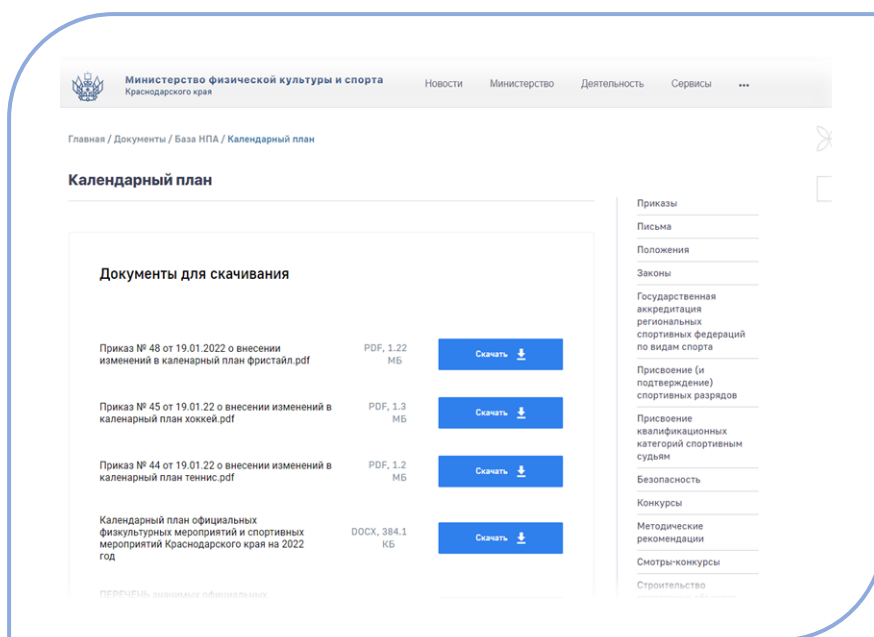 Министерство физической культуры и спорта
Краснодарского края
Новости Министерство Деятельность Сервисы •••
Главная / Документы / База НПА / Календарный план
Календарный план
Документы для скачивания
Приказ № 48 от 19.01.2022 о внесении
изменений в каленарный план фристайл.pdf
PDF, 1.22
МБ
Скачать
Приказ № 45 от 19.01.22 о внесении изменений в
каленарный план хоккей.pdf
PDF, 1.3
МБ
Скачать
Приказ № 44 от 19.01.22 о внесении изменений в
каленарный план теннис.pdf
PDF, 1.2
МБ
Скачать
Календарный план официальных
физкультурных мероприятий и спортивных
мероприятий Краснодарского края на 2022
год
DOCX, 384.1
КБ
Скачать
ПЕРЕЧЕНЬ значимых официальных
Приказы
Письма
Положения
Законы
Государственная
аккредитация
региональных
спортивных федераций
по видам спорта
Присвоение (и
подтверждение)
спортивных разрядов
Присвоение
квалификационных
категорий спортивным
судьям
Безопасность
Конкурсы
Методические
рекомендации
Смотры-конкурсы
Строительство